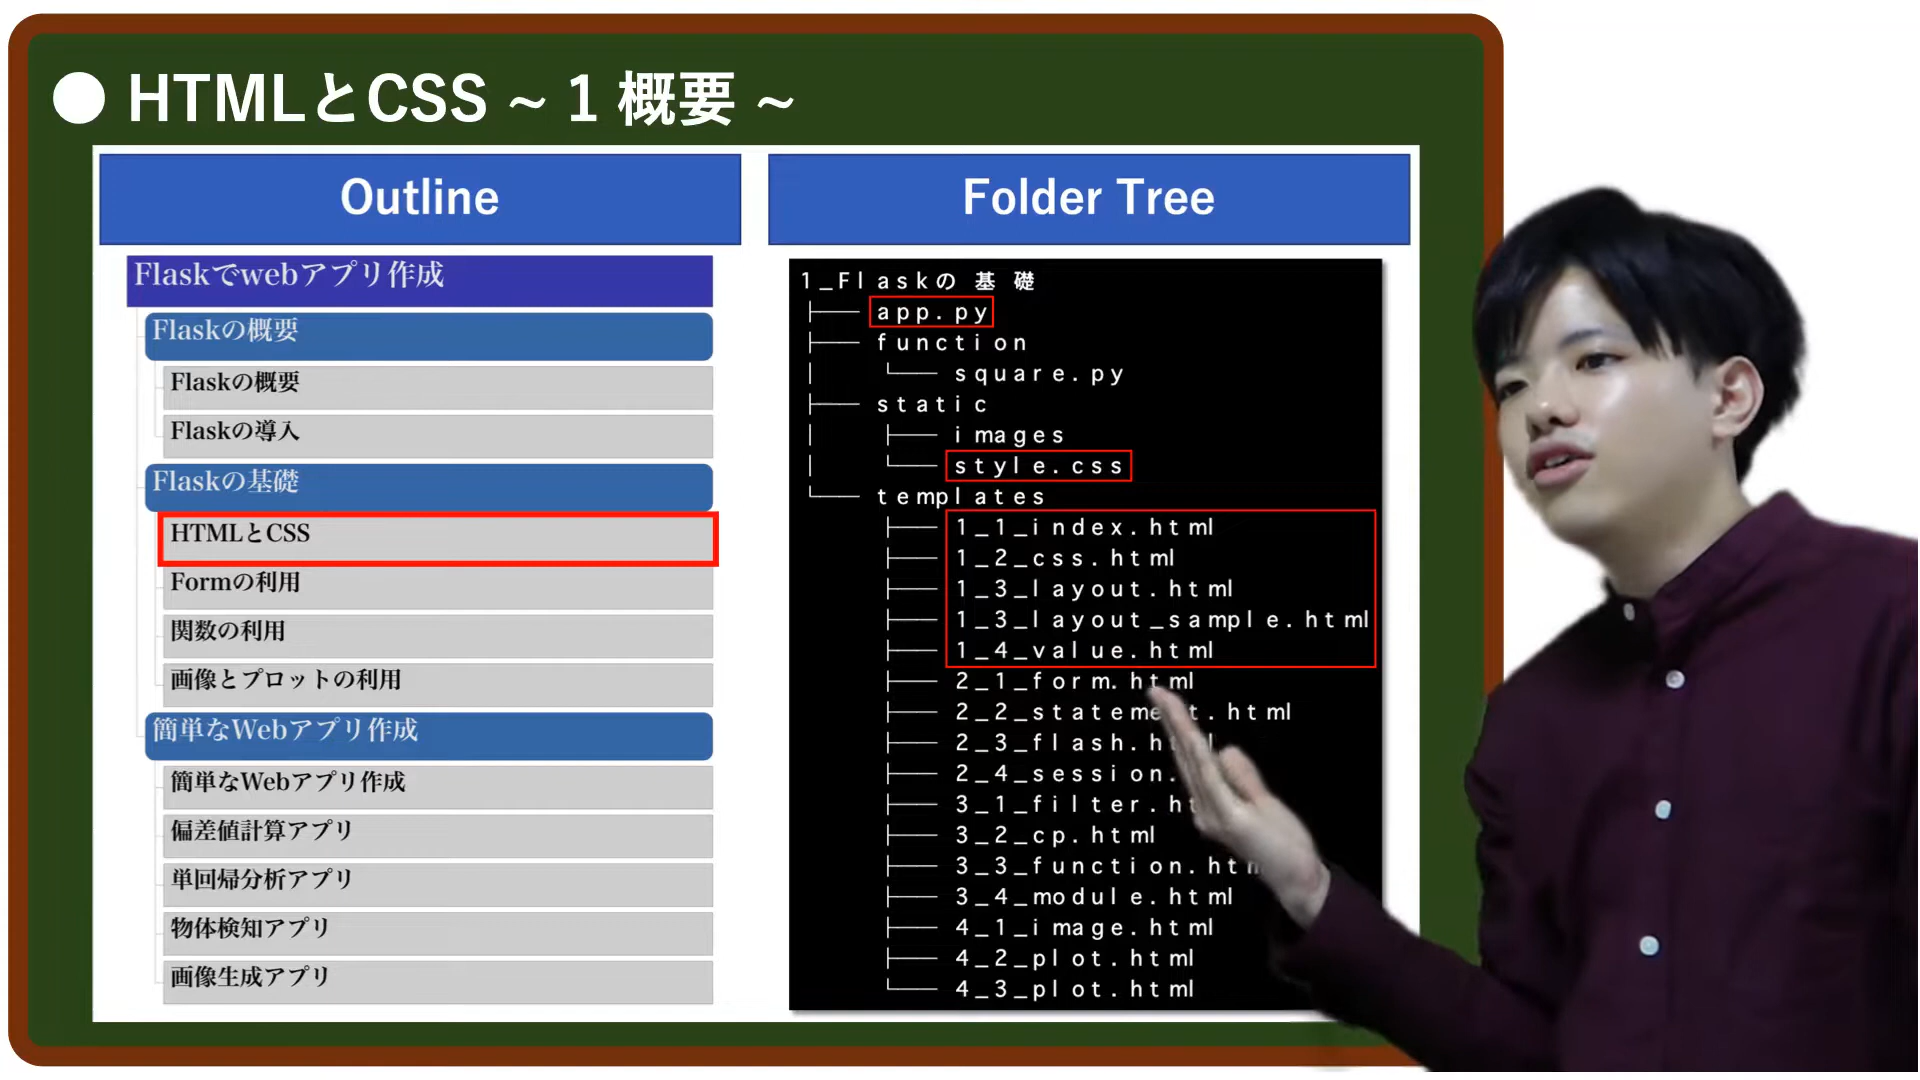 ● HTMLとCSS ~ 1 概要 ~
Outline
Flaskでwebアプリ作成
Flaskの概要
Flaskの概要
Flaskの導入
Flaskの基礎
HTMLとCSS
Formの利用
関数の利用
画像とプロットの利用
簡単なWebアプリ作成
簡単なWebアプリ作成
偏差値計算アプリ
単回帰分析アプリ
物体検知アプリ
画像生成アプリ
Folder Tree
1_Flaskの基礎
app.py
function
square.py
static
images
style.css
templates
1_1_index.html
1_2_css.html
1_3_layout.html
1_3_layout_sample.html
1_4_value.html
2_1_form.html
2_2_statement.html
2_3_flash.html
2_4_session.
3_1_filter.html
3_2_cp.html
3_3_function.html
3_4_module.html
4_1_image.html
4_2_plot.html
4_3_plot.html